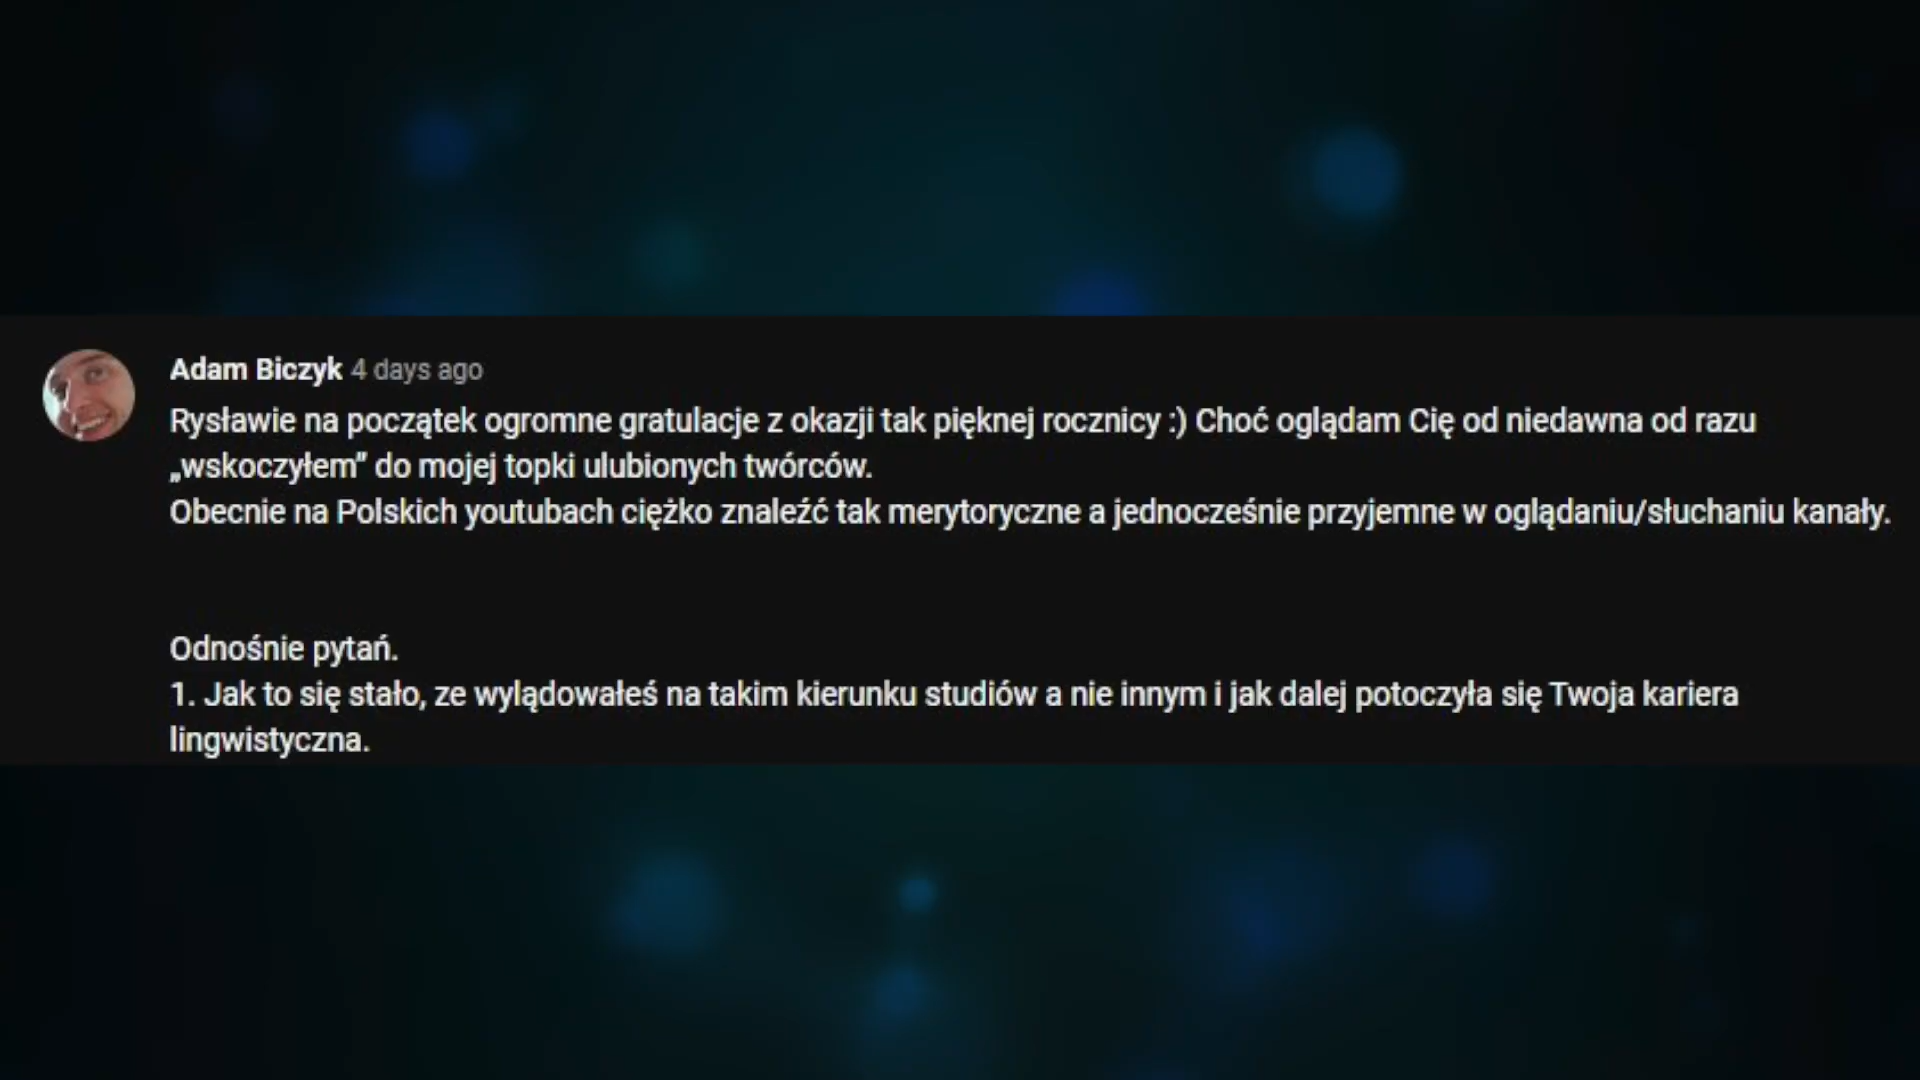 Adam Biczyk 4 days ago
Rysławie na początek ogromne gratulacje z okazji tak pięknej rocznicy :) Choć oglądam Cię od niedawna od razu
„wskoczyłem” do mojej topki ulubionych twórców.
Obecnie na Polskich youtubach ciężko znaleźć tak merytoryczne a jednocześnie przyjemne w oglądaniu/słuchaniu kanały.
Odnośnie pytań.
1. Jak to się stało, ze wylądowałeś na takim kierunku studiów a nie innym i jak dalej potoczyła się Twoja kariera
lingwistyczna.